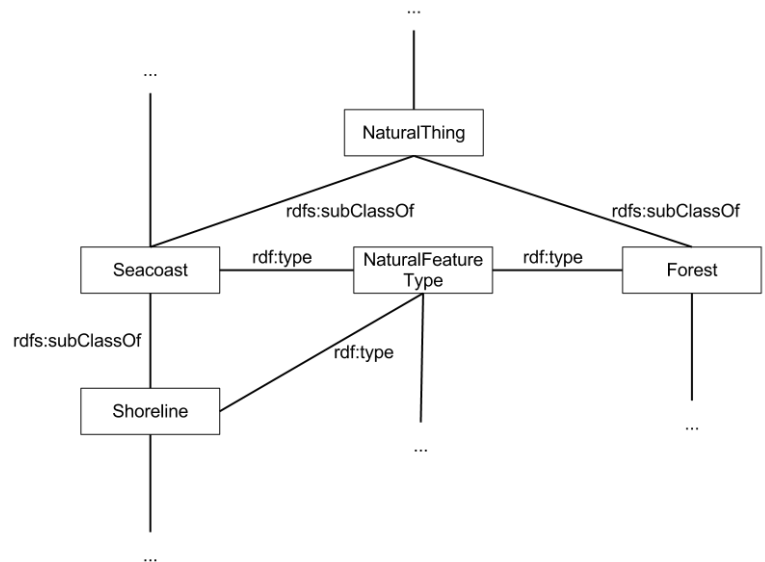 ...
...
NaturalThing
rdfs:subClassOf
rdfs:subClassOf
Seacoast
rdf:type
NaturalFeature
Type
rdf:type
Forest
rdfs:subClassOf
rdf:type
Shoreline
...
...
...